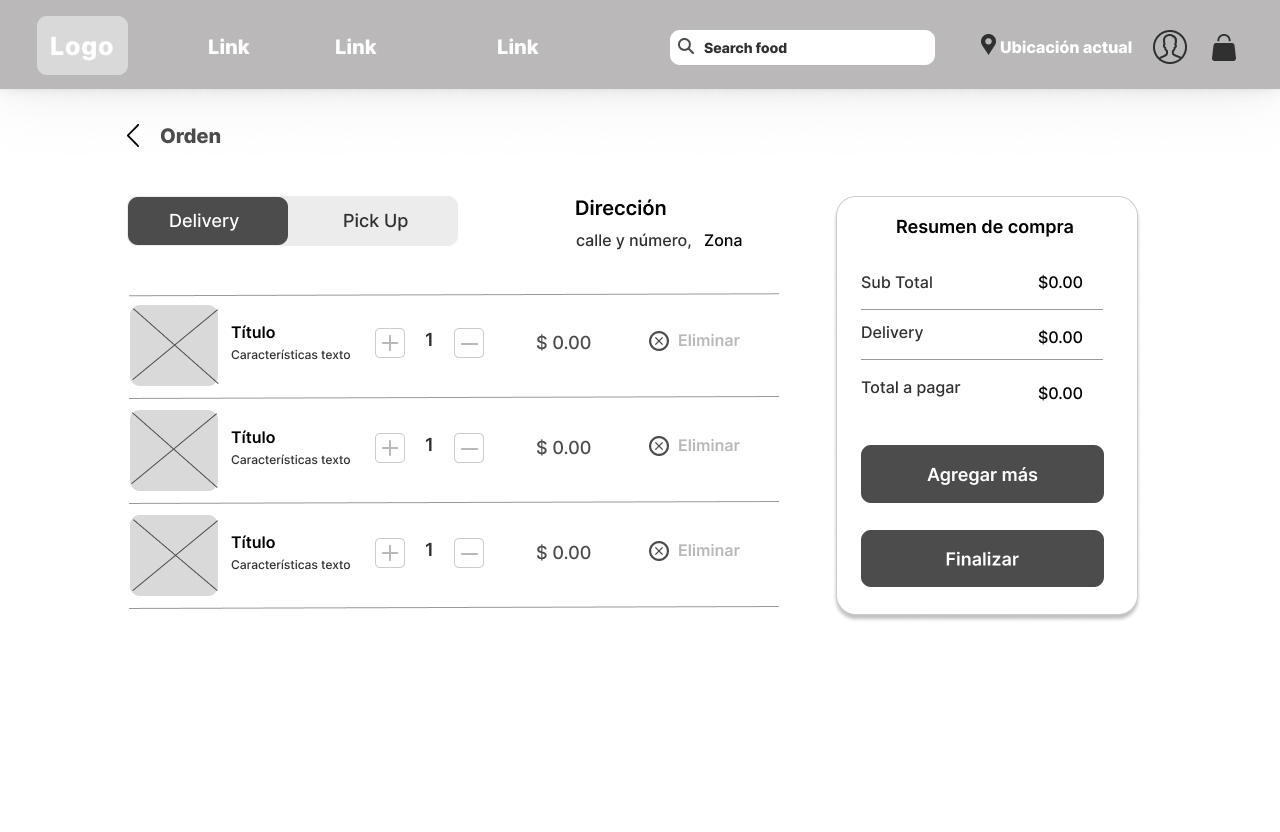 Logo Link Link Link Search food Ubicación actual
Orden
Delivery Pick Up
Dirección
calle y número, Zona
Título
Características texto
1 $ 0.00 Eliminar
Título
Características texto
1 $ 0.00 Eliminar
Título
Características texto
1 $ 0.00 Eliminar
Resumen de compra
Sub Total $0.00
Delivery $0.00
Total a pagar $0.00
Agregar más
Finalizar